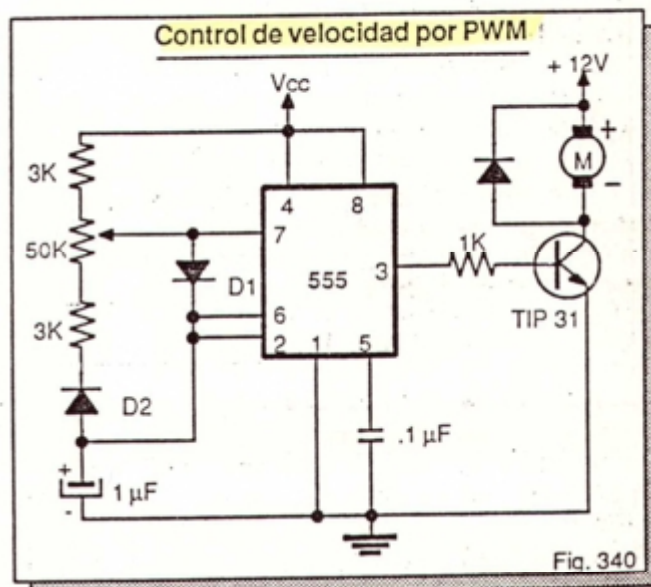 Control de velocidad por PWM
+ 12V
Vcc
3K
+
M
-
4
8
50K
7
1K
3
D1
555
TIP 31
3K
6
2
1
5
D2
+
1 µF
-
.1 µF
Fig. 340